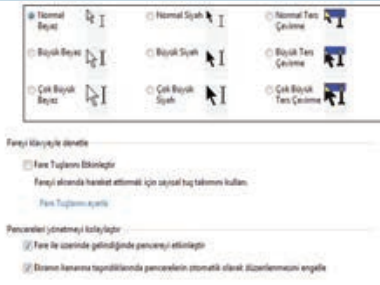 Normal Beyaz
Normal Siyah
Normal Ters Çevirme
Büyük Beyaz
Büyük Siyah
Büyük Ters Çevirme
Çok Büyük Beyaz
Çok Büyük Siyah
Çok Büyük Ters Çevirme
Fareyi klavyeyle denetle
Fare Tuşlarını Etkinleştir
Fareyi ekranda hareket ettirmek için sayısal tuş takımını kullan.
Fare Tuşlarını ayarla
Pencereleri yönetmeyi kolaylaştır
Fare ile üzerinde gelindiğinde pencereyi etkinleştir
Ekranın kenarına taşındıklarında pencerelerin otomatik olarak düzenlenmesini engelle